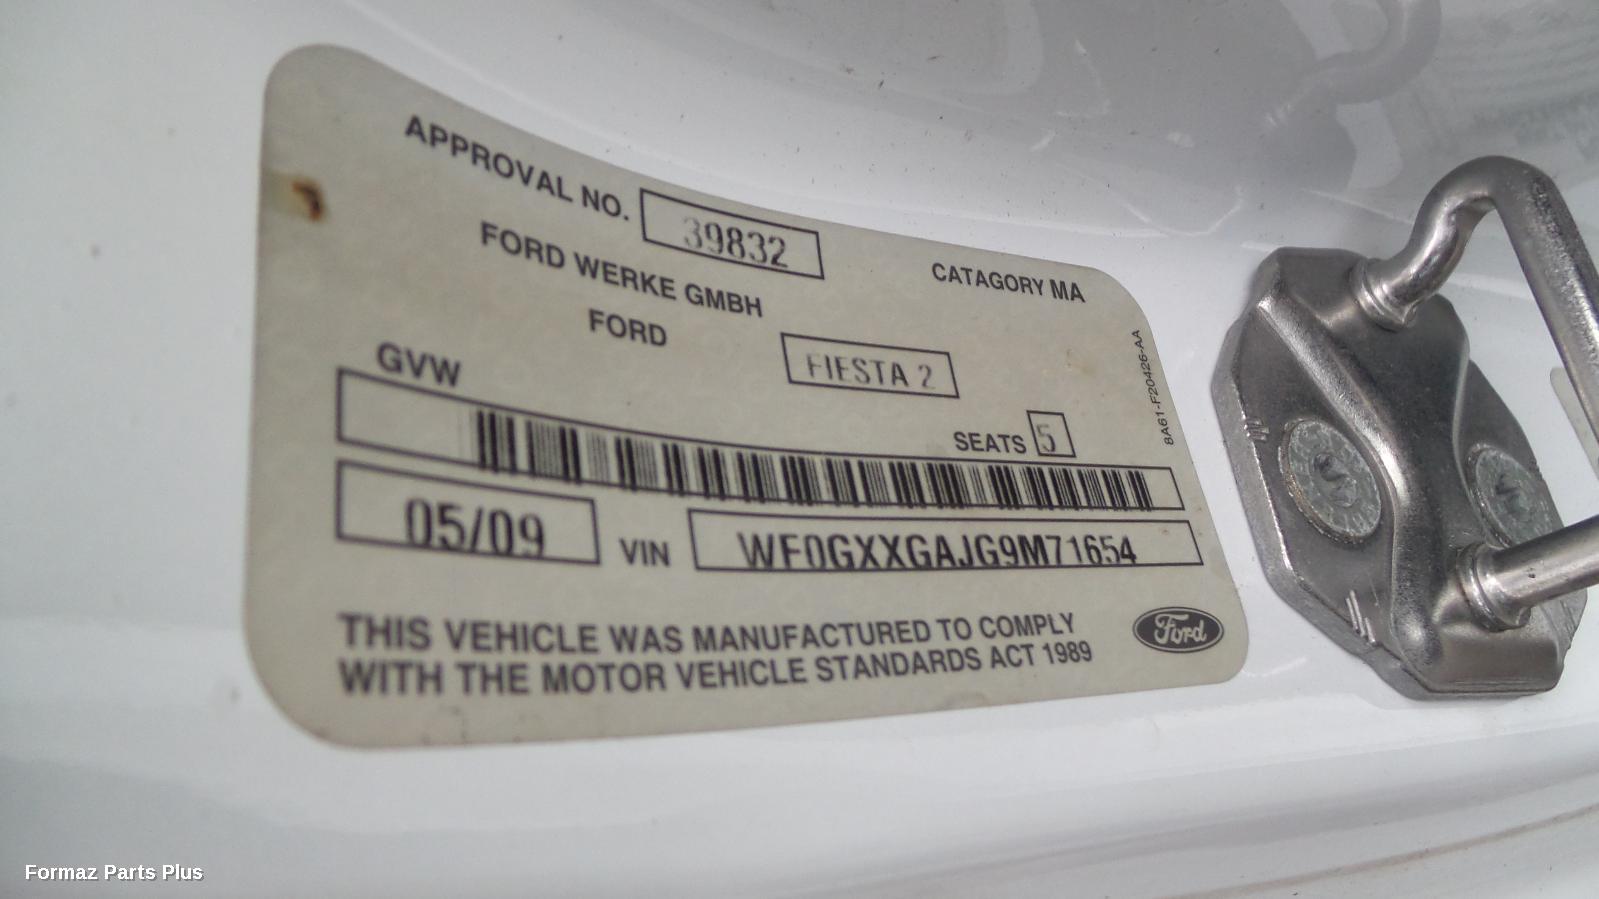 APPROVAL NO. 39832
FORD WERKE GMBH
CATAGORY MA
FORD
FIESTA 2
GVW
SEATS 5
8A61-F20426-AA
05/09 VIN WF0GXXGAJG9M71654
THIS VEHICLE WAS MANUFACTURED TO COMPLY
WITH THE MOTOR VEHICLE STANDARDS ACT 1989
Ford
Formaz Parts Plus